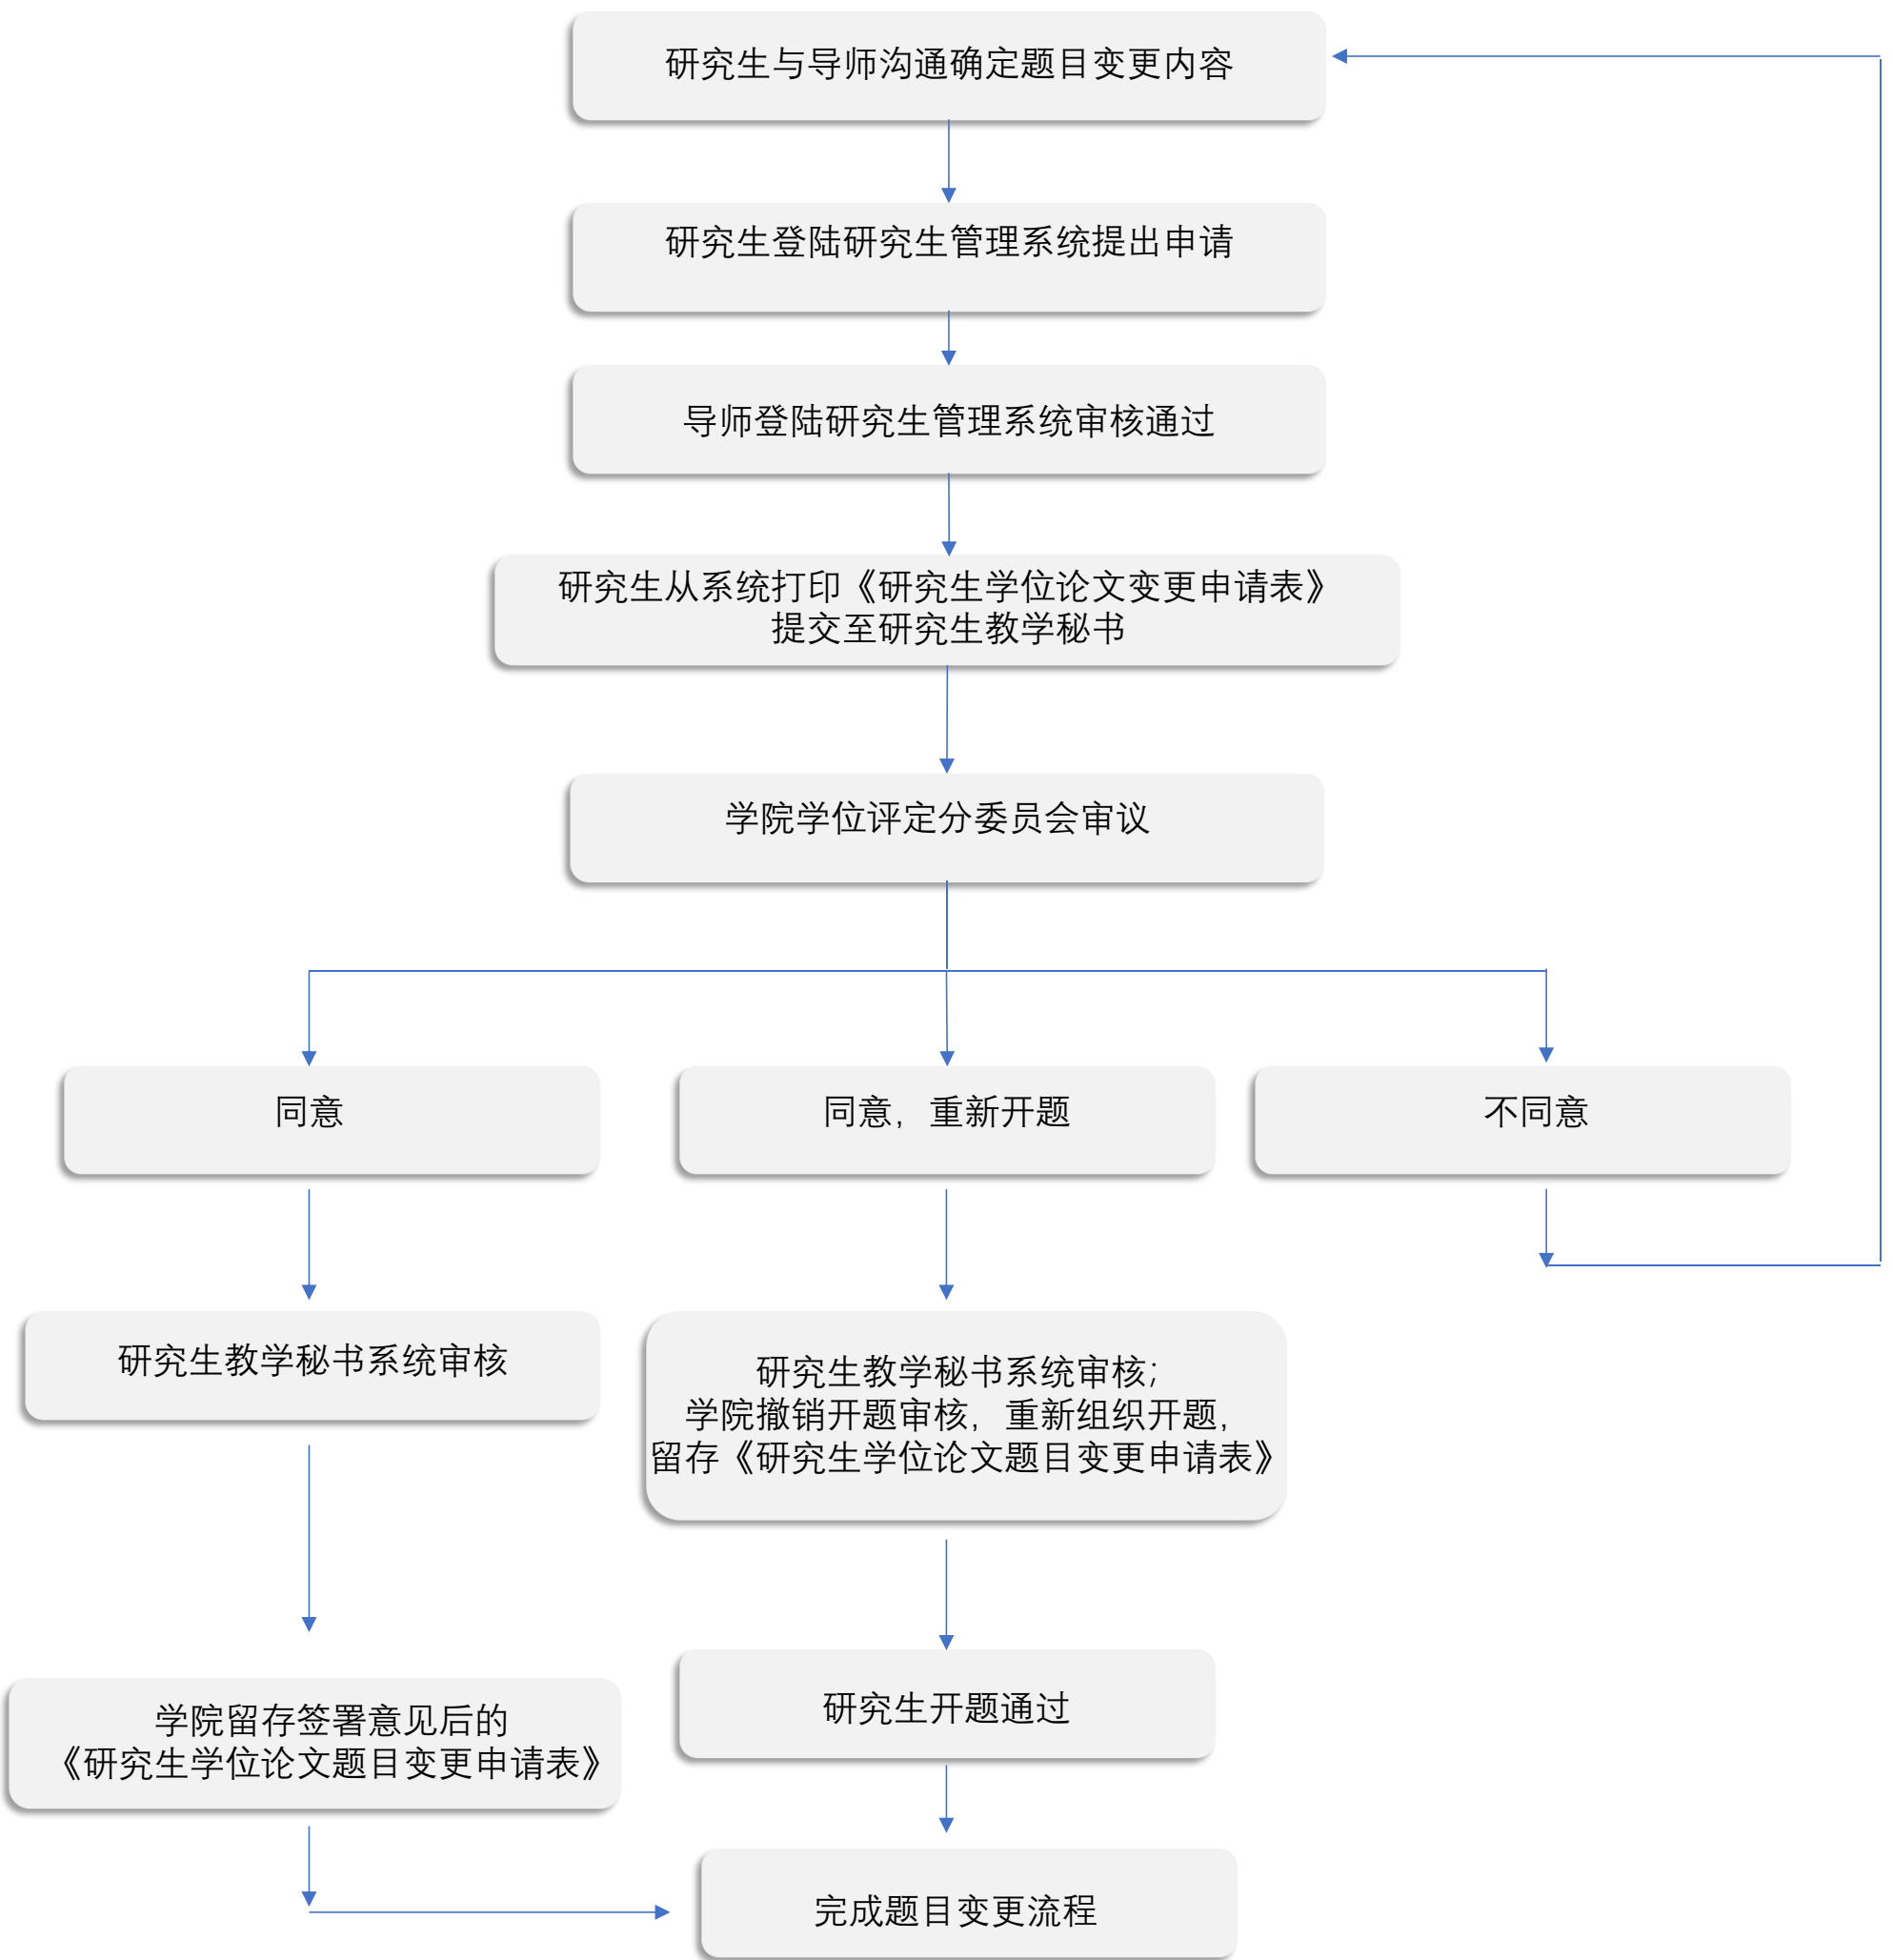 研究生与导师沟通确定题目变更内容
研究生登陆研究生管理系统提出申请
导师登陆研究生管理系统审核通过
研究生从系统打印《研究生学位论文变更申请表》
提交至研究生教学秘书
学院学位评定分委员会审议
同意
同意，重新开题
不同意
研究生教学秘书系统审核
研究生教学秘书系统审核；
学院撤销开题审核，重新组织开题，
留存《研究生学位论文题目变更申请表》
学院留存签署意见后的
《研究生学位论文题目变更申请表》
研究生开题通过
完成题目变更流程